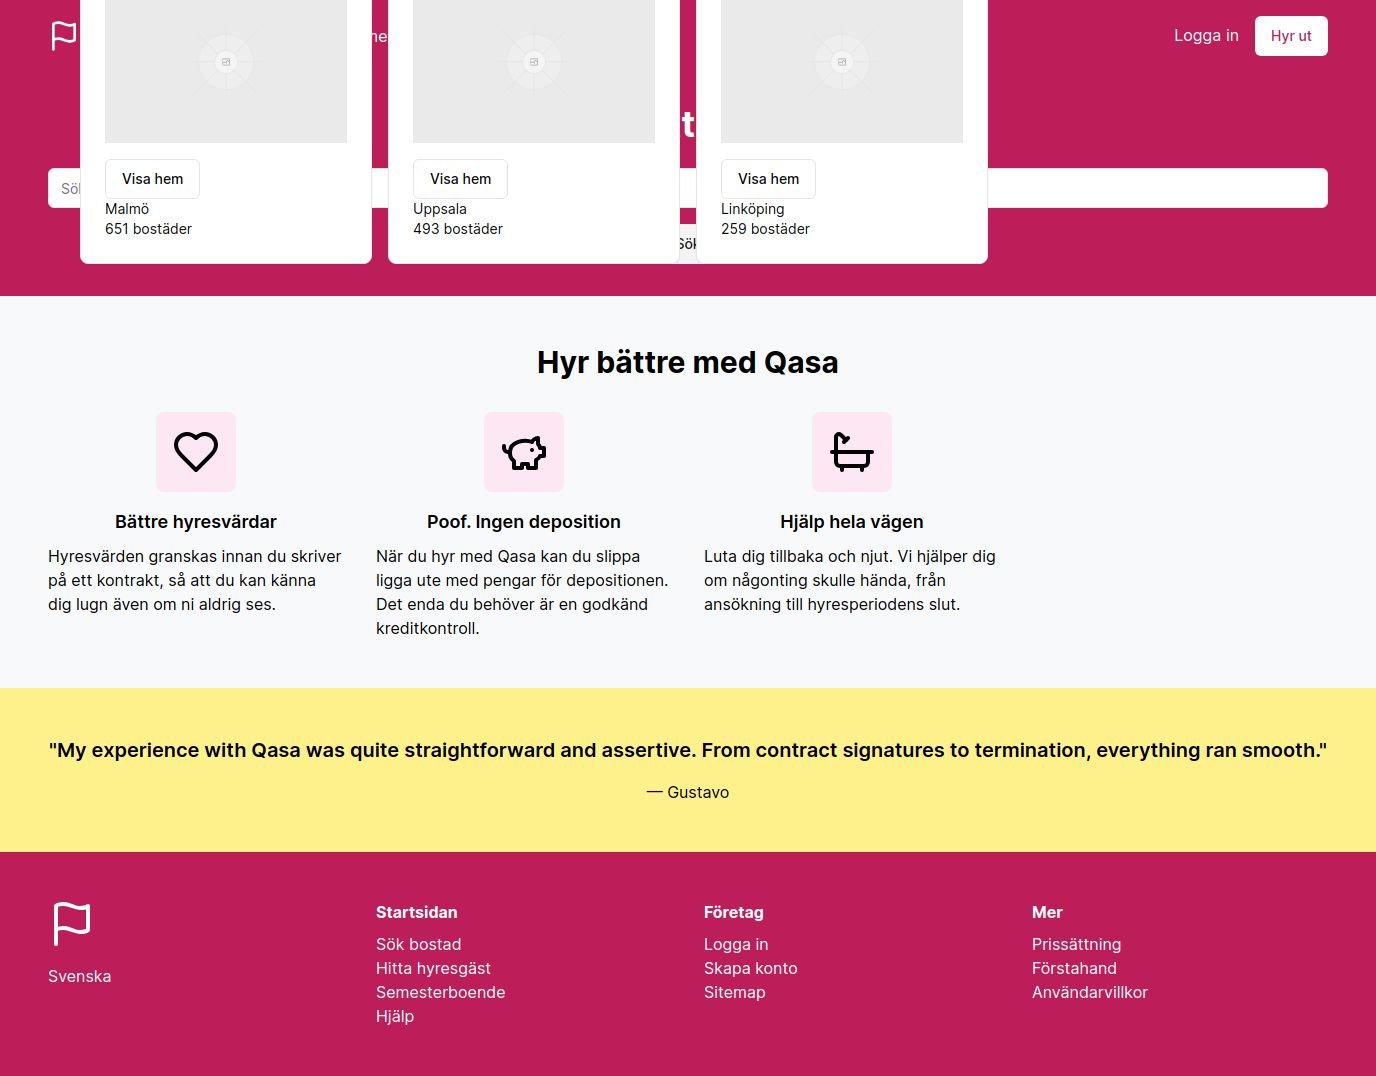 Logga in
Hyr ut
Visa hem
Malmö
651 bostäder
Visa hem
Uppsala
493 bostäder
Visa hem
Linköping
259 bostäder
Hyr bättre med Qasa
Bättre hyresvärdar
Hyresvärden granskas innan du skriver
på ett kontrakt, så att du kan känna
dig lugn även om ni aldrig ses.
Poof. Ingen deposition
När du hyr med Qasa kan du slippa
ligga ute med pengar för depositionen.
Det enda du behöver är en godkänd
kreditkontroll.
Hjälp hela vägen
Luta dig tillbaka och njut. Vi hjälper dig
om någonting skulle hända, från
ansökning till hyresperiodens slut.
"My experience with Qasa was quite straightforward and assertive. From contract signatures to termination, everything ran smooth."
— Gustavo
Svenska
Startsidan
Sök bostad
Hitta hyresgäst
Semesterboende
Hjälp
Företag
Logga in
Skapa konto
Sitemap
Mer
Prissättning
Förstahand
Användarvillkor